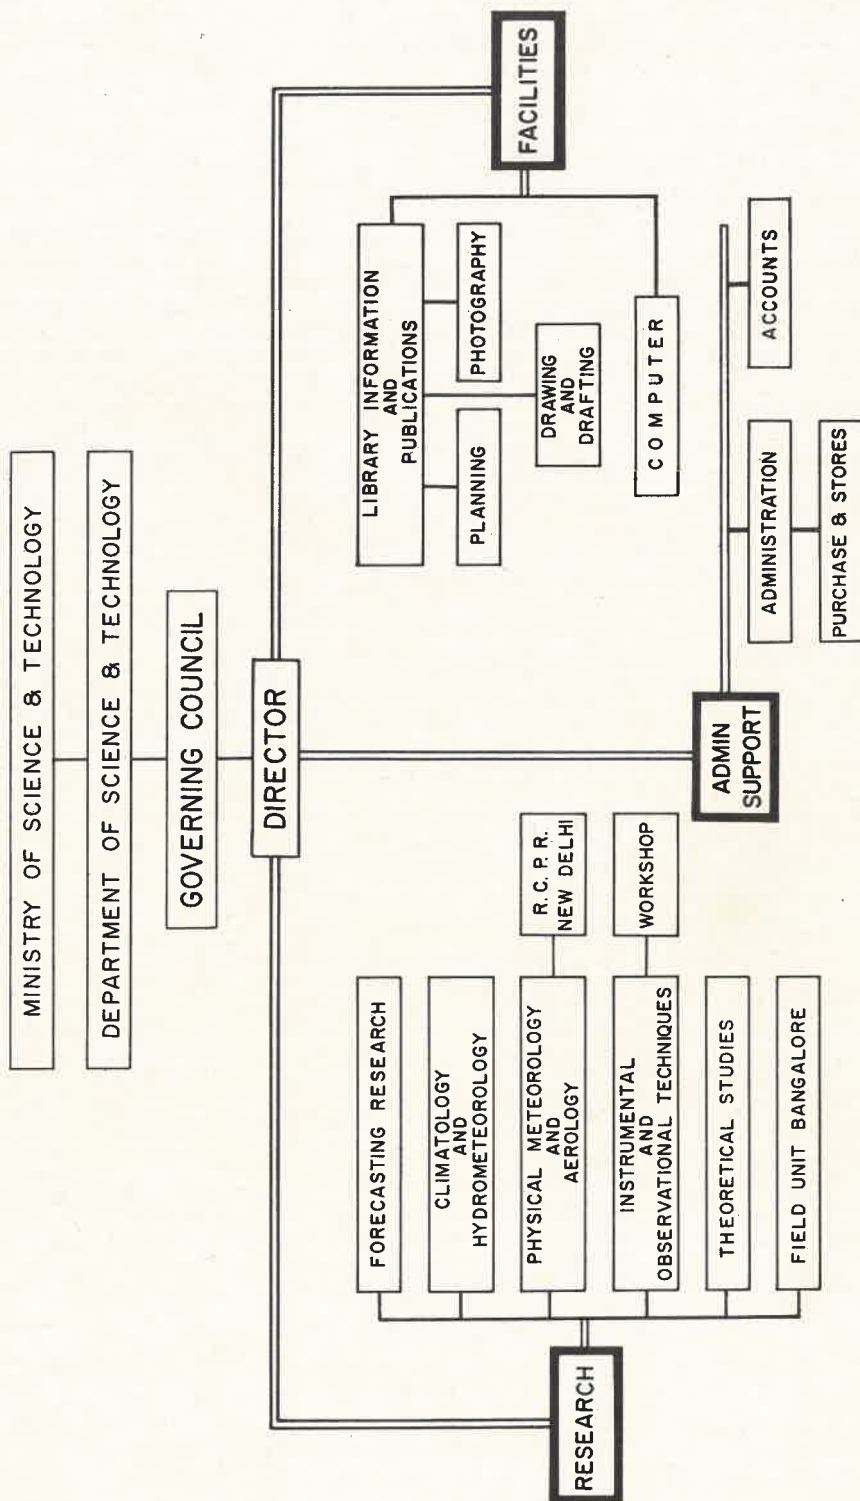 MINISTRY OF SCIENCE & TECHNOLOGY
DEPARTMENT OF SCIENCE & TECHNOLOGY
GOVERNING COUNCIL
DIRECTOR
RESEARCH
FORECASTING RESEARCH
CLIMATOLOGY
AND
HYDROMETEOROLOGY
PHYSICAL METEOROLOGY
AND
AEROLOGY
R.C.P.R.
NEW DELHI
INSTRUMENTAL
AND
OBSERVATIONAL TECHNIQUES
WORKSHOP
THEORETICAL STUDIES
FIELD UNIT BANGALORE
ADMIN
SUPPORT
ADMINISTRATION
PURCHASE & STORES
ACCOUNTS
FACILITIES
LIBRARY INFORMATION
AND
PUBLICATIONS
PLANNING
PHOTOGRAPHY
DRAWING
AND
DRAFTING
COMPUTER